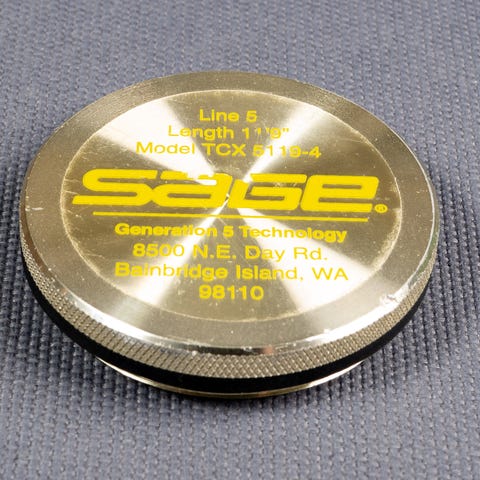 Line 5
Length 11'9"
Model TCX 5119-4
SAGE®
Generation 5 Technology
8500 N.E. Day Rd.
Bainbridge Island, WA
98110